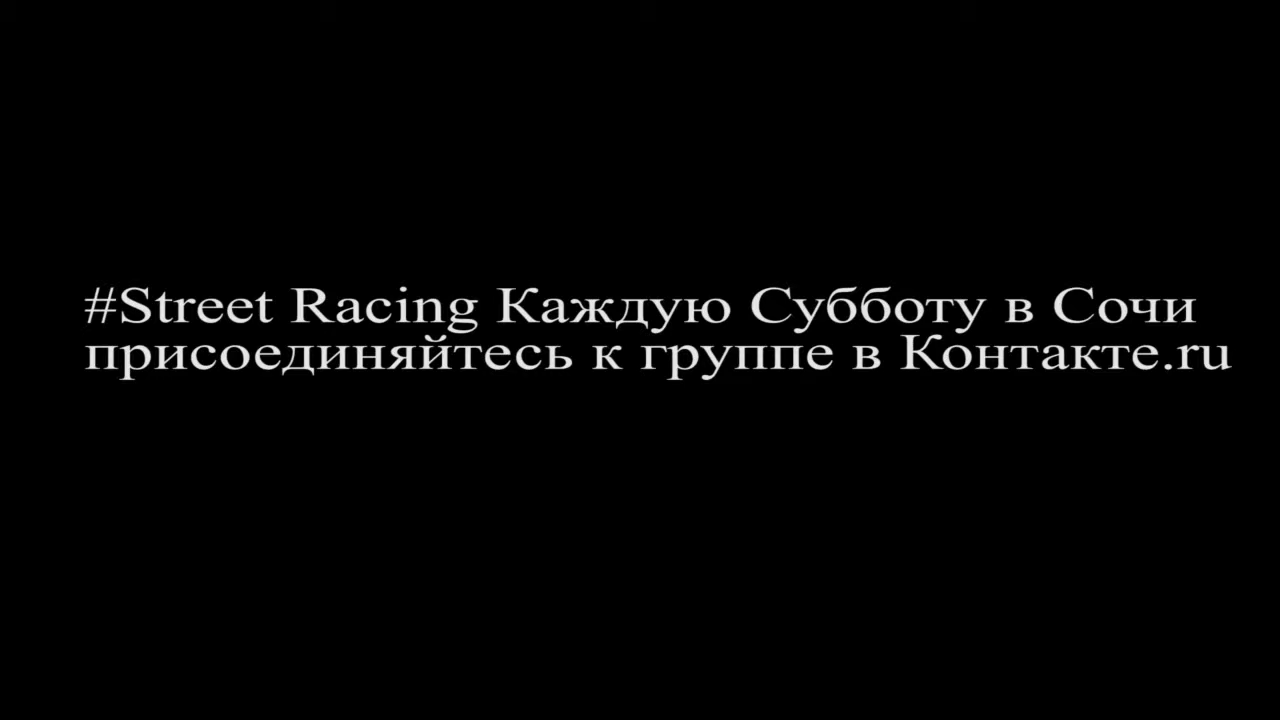 #Street Racing Каждую Субботу в Сочи
присоединяйтесь к группе в Контакте.ru